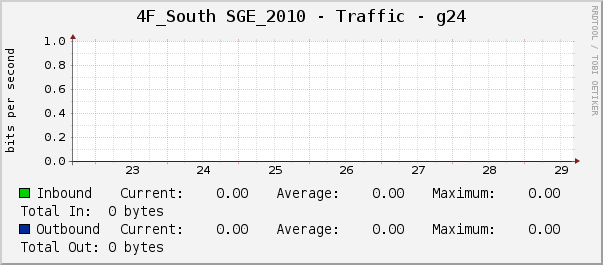 4F_South SGE_2010 - Traffic - g24
RRDTOOL / TOBI OETIKER
bits per second
1.0
0.8
0.6
0.4
0.2
0.0
23 24 25 26 27 28 29
Inbound Current: 0.00 Average: 0.00 Maximum: 0.00
Total In: 0 bytes
Outbound Current: 0.00 Average: 0.00 Maximum: 0.00
Total Out: 0 bytes